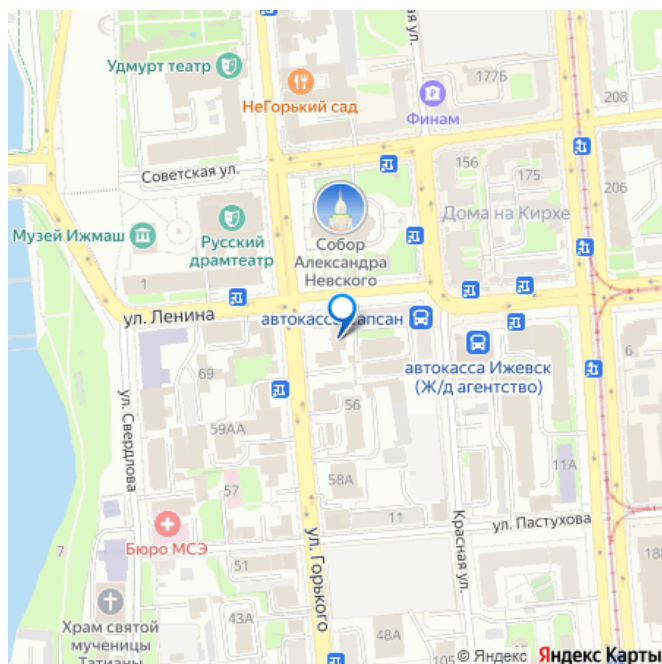 ая ул.
Удмурт театр
НеГорький сад
177Б
Финам
208
Советская ул.
156
175
206
Дома на Кирхе
Музей Ижмаш
Русский
драмтеатр
Собор
Александра
Невского
1
ул. Ленина
автокасса
апсан
автокасса Ижевск
(Ж/д агентство)
6
69
ул. Свердлова
56
59АА
58А
11А
57
11
ул. Пастухова
Бюро МСЭ
ул. Горького
Красная ул.
7
51
18
43А
48А
Храм святой
мученицы
Татианы
105
© Яндекс Яндекс Карты